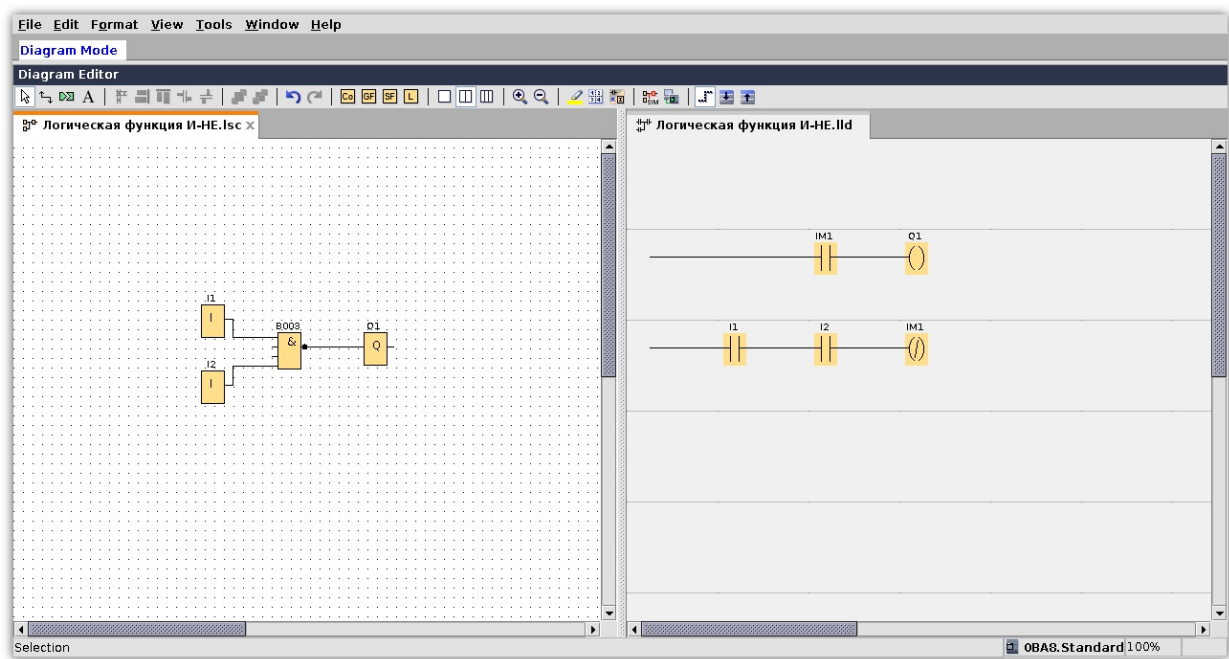 File Edit Format View Tools Window Help
Diagram Mode
Diagram Editor
A Co GF SF L
Логическая функция И-НЕ.lsc x
Логическая функция И-НЕ.lld
IM1 Q1
I1
I
B003
&
Q1
Q
I2
I
I1 I2 IM1
Selection
0BA8.Standard 100%